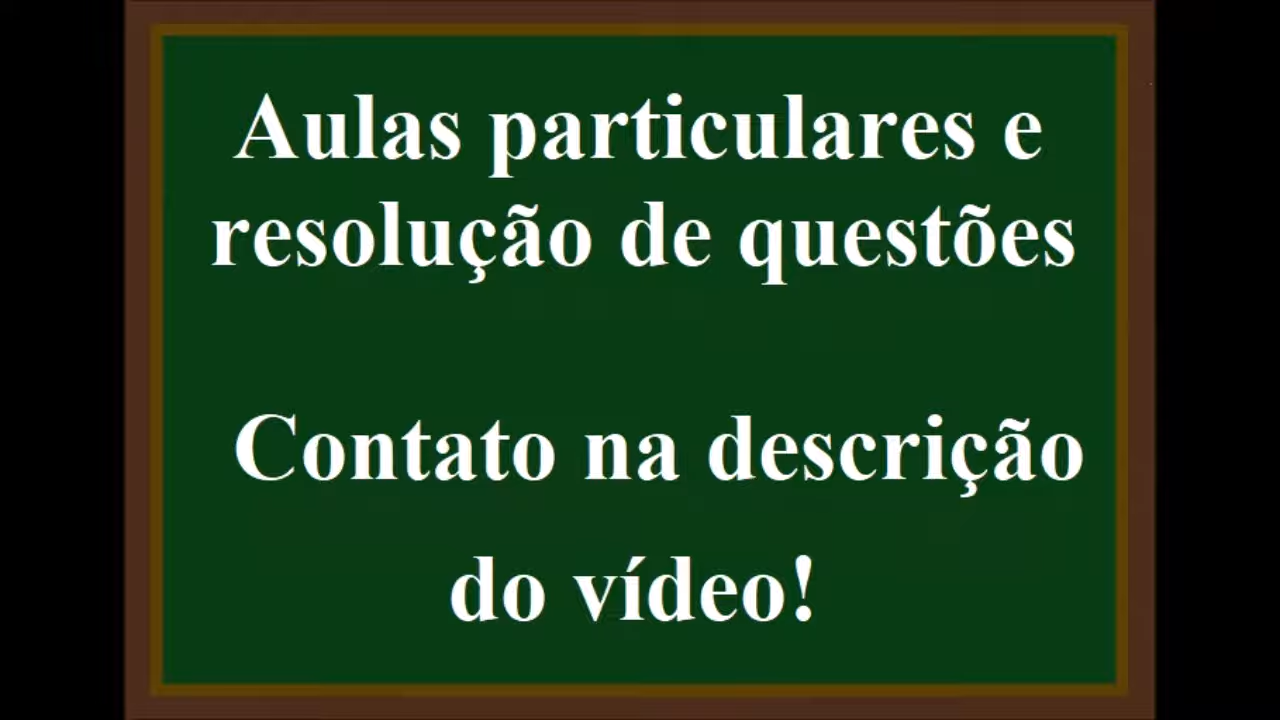 Aulas particulares e
resolução de questões
Contato na descrição
do vídeo!